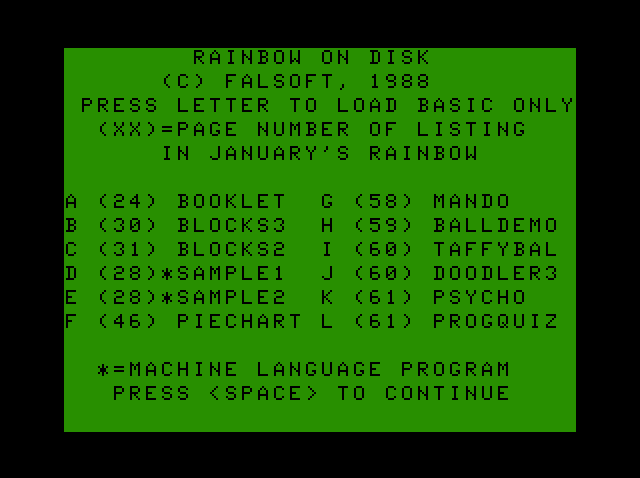 RAINBOW ON DISK
(C) FALSOFT, 1988
PRESS LETTER TO LOAD BASIC ONLY
(XX)=PAGE NUMBER OF LISTING
IN JANUARY'S RAINBOW
A (24) BOOKLET G (58) MANDO
B (30) BLOCKS3 H (59) BALLDEMO
C (31) BLOCKS2 I (60) TAFFYBAL
D (28)*SAMPLE1 J (60) DOODLER3
E (28)*SAMPLE2 K (61) PSYCHO
F (46) PIECHART L (61) PROGQUIZ
*=MACHINE LANGUAGE PROGRAM
PRESS <SPACE> TO CONTINUE